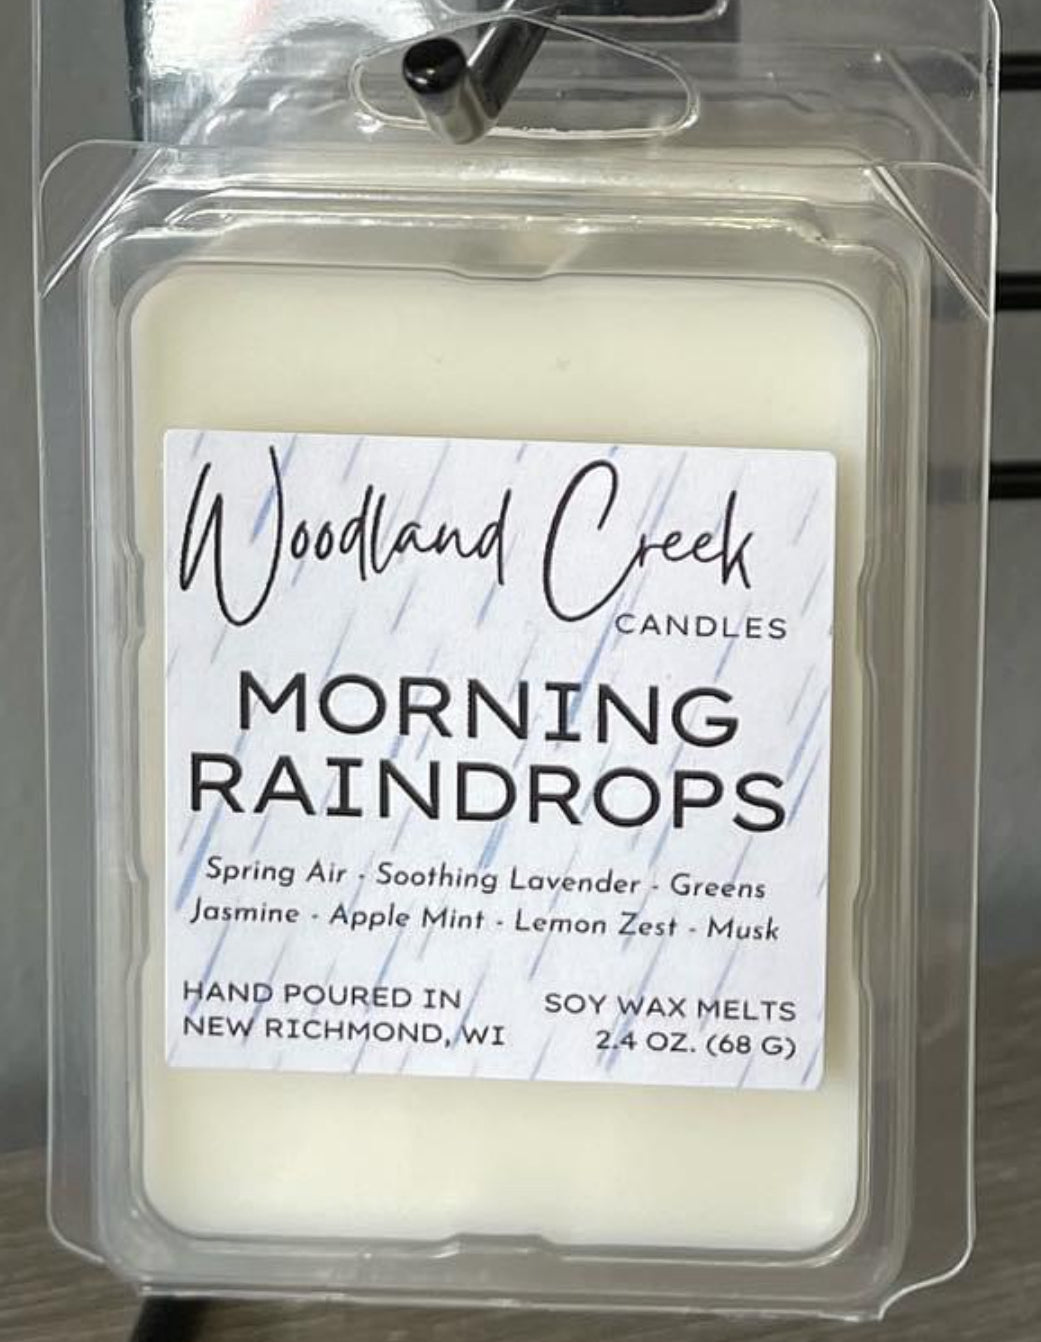 Woodland Creek
CANDLES
MORNING
RAINDROPS
Spring Air - Soothing Lavender - Greens
Jasmine - Apple Mint - Lemon Zest - Musk
HAND POURED IN
NEW RICHMOND, WI
SOY WAX MELTS
2.4 OZ. (68 G)